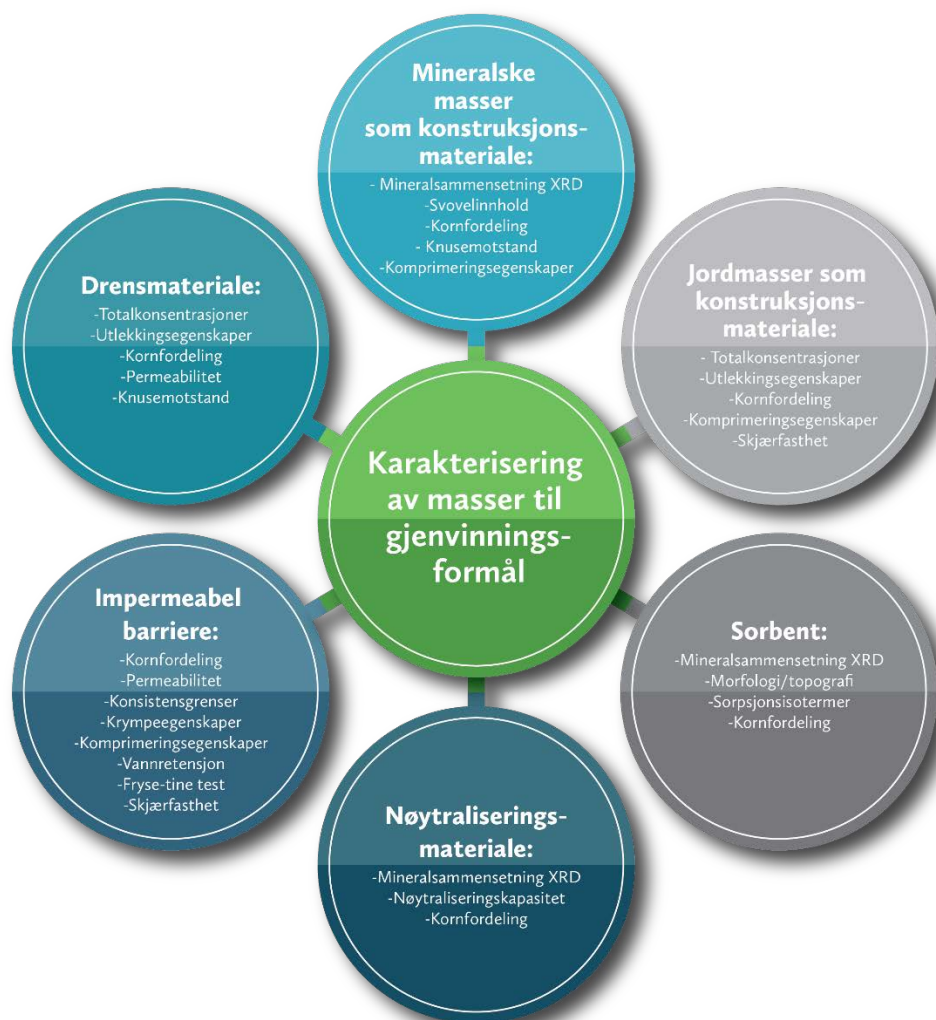 Mineralske
masser
som konstruksjons-
materiale:
- Mineralsammensetning XRD
-Svovelinnhold
-Kornfordeling
- Knusemotstand
-Komprimeringsegenskaper
Drensmateriale:
-Totalkonsentrasjoner
-Utlekkingsegenskaper
-Kornfordeling
-Permeabilitet
-Knusemotstand
Jordmasser som
konstruksjons-
materiale:
- Totalkonsentrasjoner
-Utlekkingsegenskaper
-Kornfordeling
-Komprimeringsegenskaper
-Skjærfasthet
Karakterisering
av masser til
gjenvinnings-
formål
Impermeabel
barriere:
-Kornfordeling
-Permeabilitet
-Konsistensgrenser
-Krympeegenskaper
-Komprimeringsegenskaper
-Vannretensjon
-Fryse-tine test
-Skjærfasthet
Sorbent:
-Mineralsammensetning XRD
-Morfologi/topografi
-Sorpsjonsisotermer
-Kornfordeling
Nøytraliserings-
materiale:
-Mineralsammensetning XRD
-Nøytraliseringskapasitet
-Kornfordeling